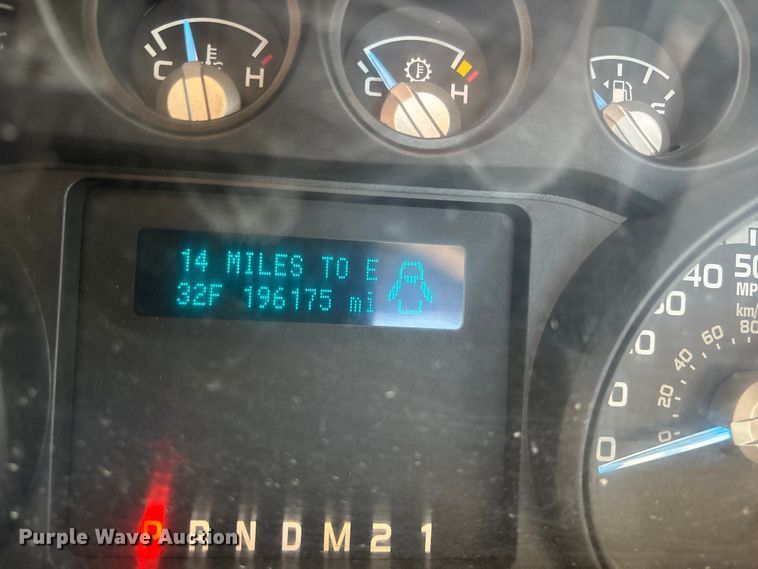 C H
C H
14 MILES TO E
32F 196175 mi
40 50
MP
km/
80
60
40
20
0
0
P R N D M 2 1
Purple Wave Auction